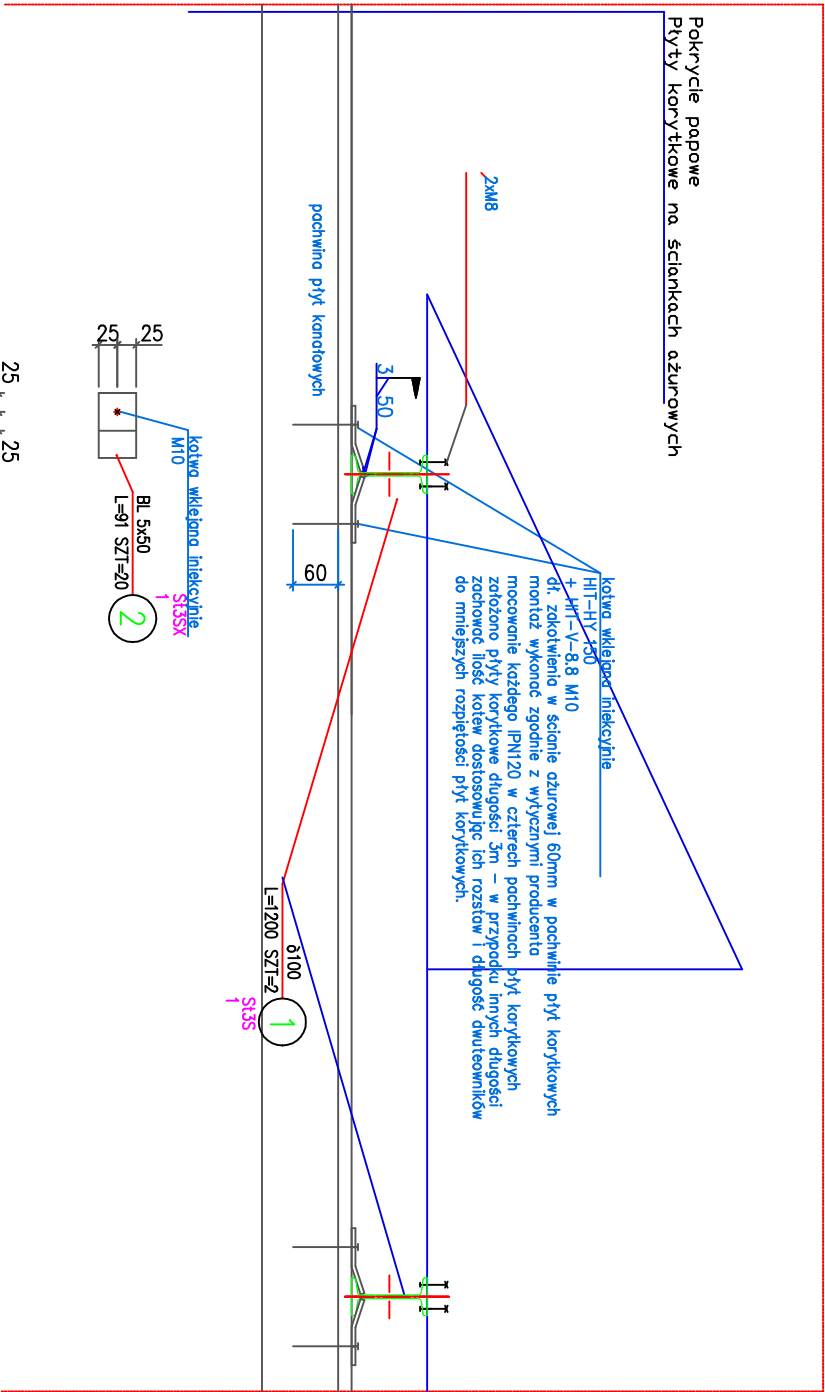 Pokrycie papowe
Płyty korytkowe na ściankach ażurowych
2xM8
kotwa wklejana iniekcyjnie
HIT-HY 150
+ HIT-V-8.8 M10
dł. zakotwienia w ścianie ażurowej 60mm w pachwinie płyt korytkowych
montaż wykonać zgodnie z wytycznymi producenta
mocowanie każdego IPN120 w czterech pachwinach płyt korytkowych
założono płyty korytkowe długości 3m - w przypadku innych długości
zachować ilość kotew dostosowując ich rozstaw i długość dwuteowników
do mniejszych rozpiętości płyt korytkowych.
3 50
pachwina płyt kanałowych
60
δ100
L=1200 SZT=2
1
St3S
1
25
25
kotwa wklejana iniekcyjnie
M10
BL 5x50
L=91 SZT=20
2
St3SX
1
25
25